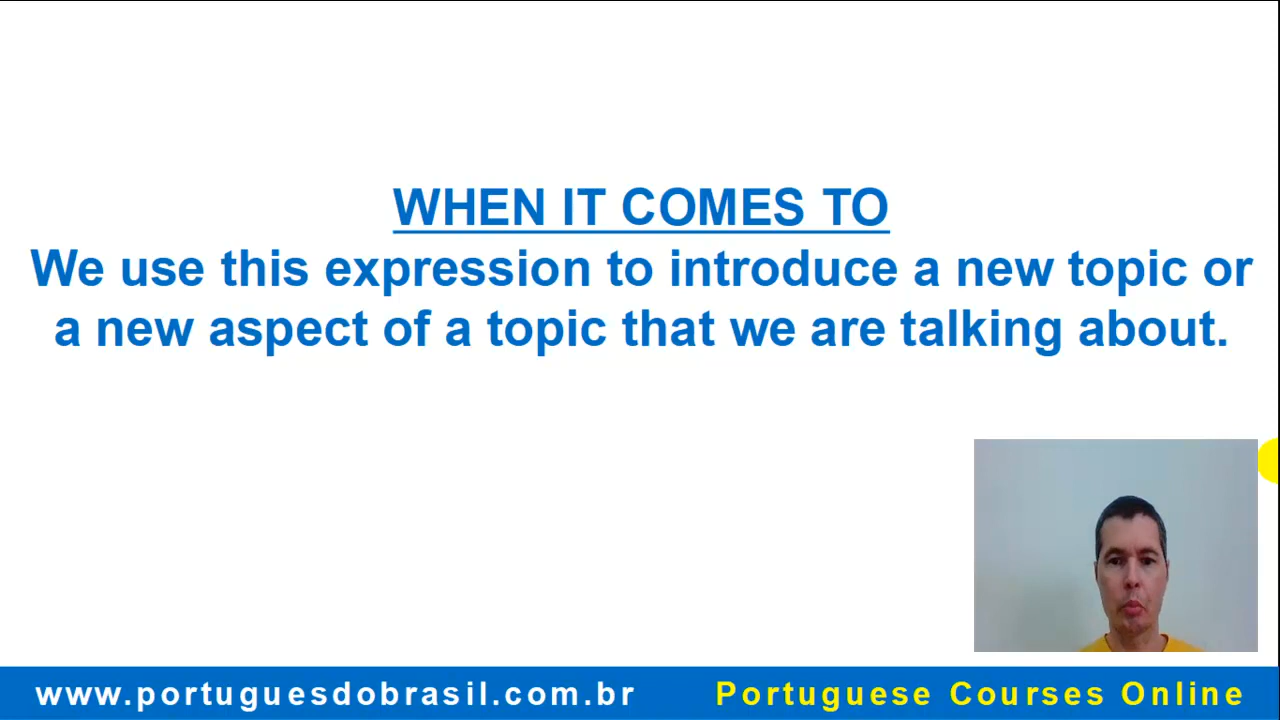 WHEN IT COMES TO
We use this expression to introduce a new topic or
a new aspect of a topic that we are talking about.
www.portuguesdobrasil.com.br Portuguese Courses Online